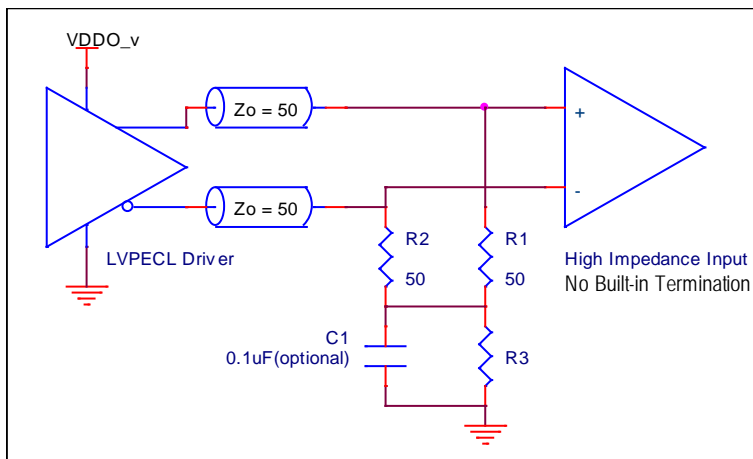 VDDO_v
Zo = 50
+
Zo = 50
-
R2
R1
LVPECL Driver
High Impedance Input
50
50
No Built-in Termination
C1
0.1uF(optional)
R3